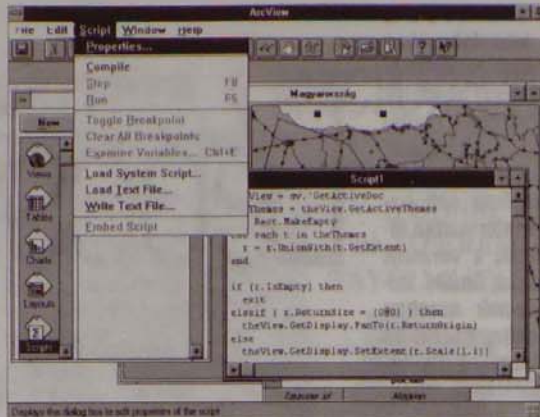 ArcView
File Edit Script Window Help
Properties...
Compile
Step F8
Run F5
Toggle Breakpoint
Clear All Breakpoints
Examine Variables... Ctrl+E
Load System Script...
Load Text File...
Write Text File...
Embed Script
New
Views
Tables
Charts
Layouts
Script
Magyarország
Script1
View = av.GetActiveDoc
Themes = theView.GetActiveThemes
Rect.MakeEmpty
each t in theThemes
r = r.UnionWith(t.GetExtent)
end
if (r.IsEmpty) then
exit
elseif ( r.ReturnSize = (0@0) ) then
theView.GetDisplay.PanTo(r.ReturnOrigin)
else
theView.GetDisplay.SetExtent(r.Scale(1.1))
Displays the dialog box to edit properties of the script